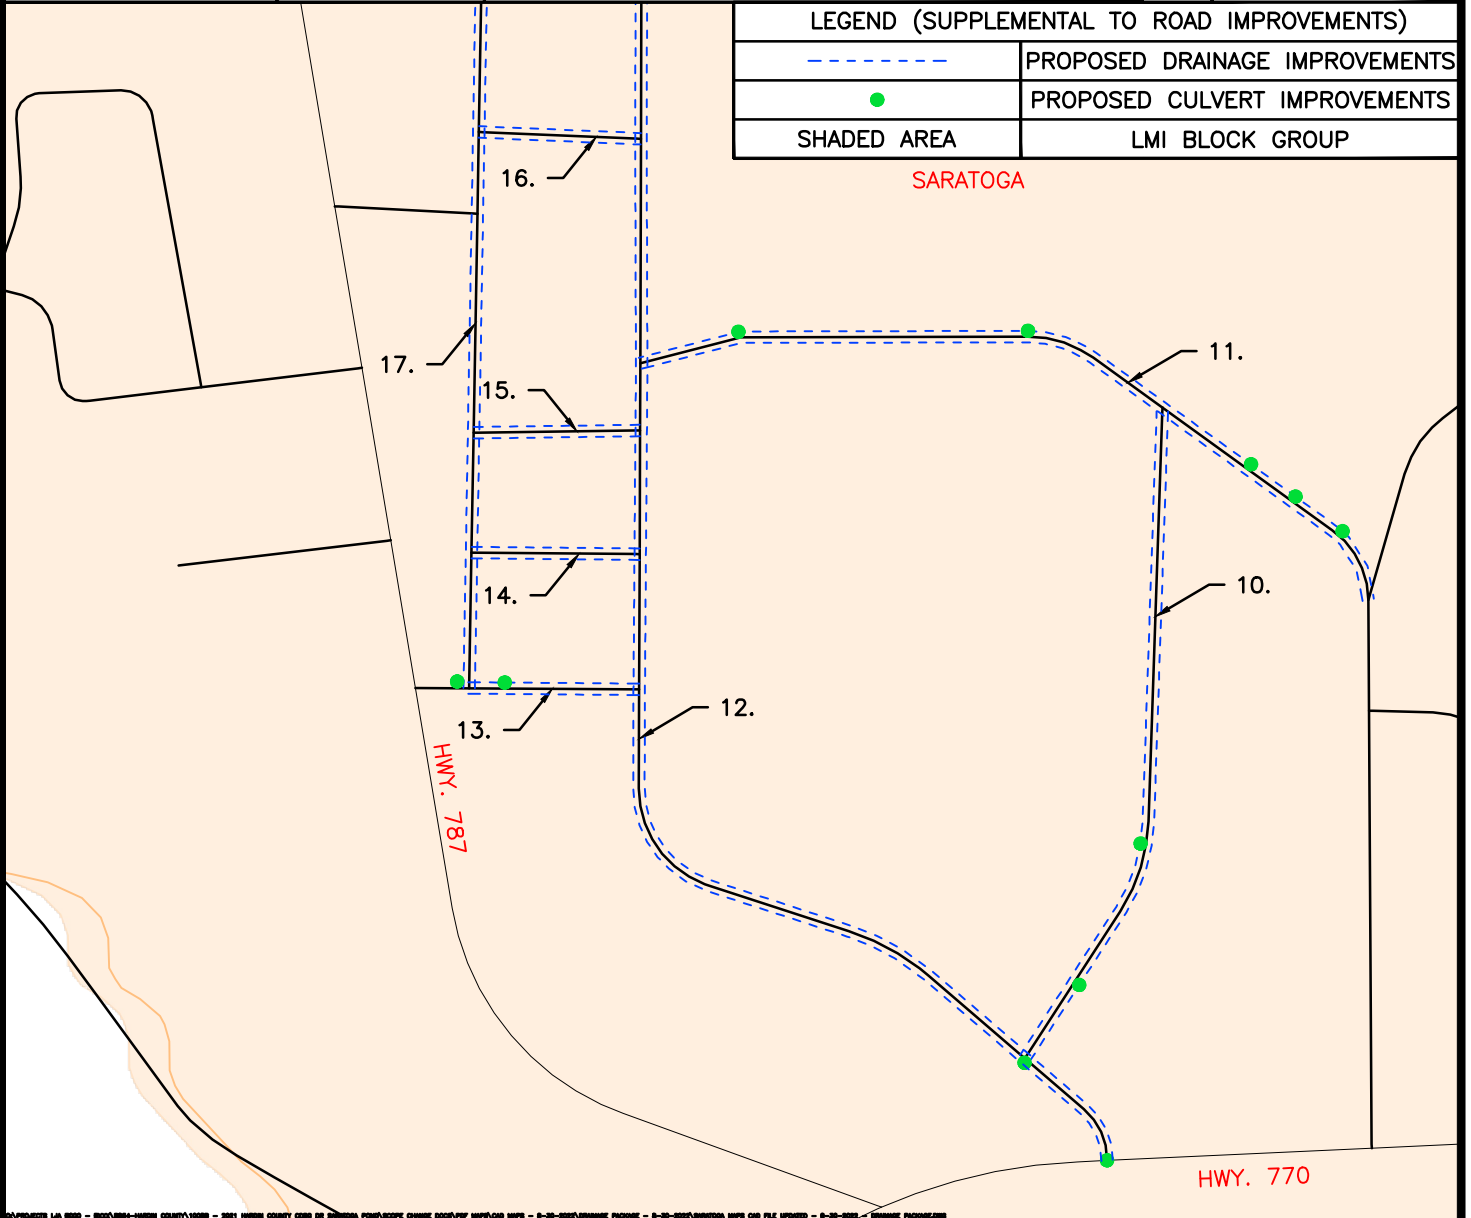 LEGEND (SUPPLEMENTAL TO ROAD IMPROVEMENTS)
PROPOSED DRAINAGE IMPROVEMENTS
PROPOSED CULVERT IMPROVEMENTS
SHADED AREA LMI BLOCK GROUP
SARATOGA
16.
17.
15.
11.
14.
10.
13.
12.
HWY. 787
HWY. 770